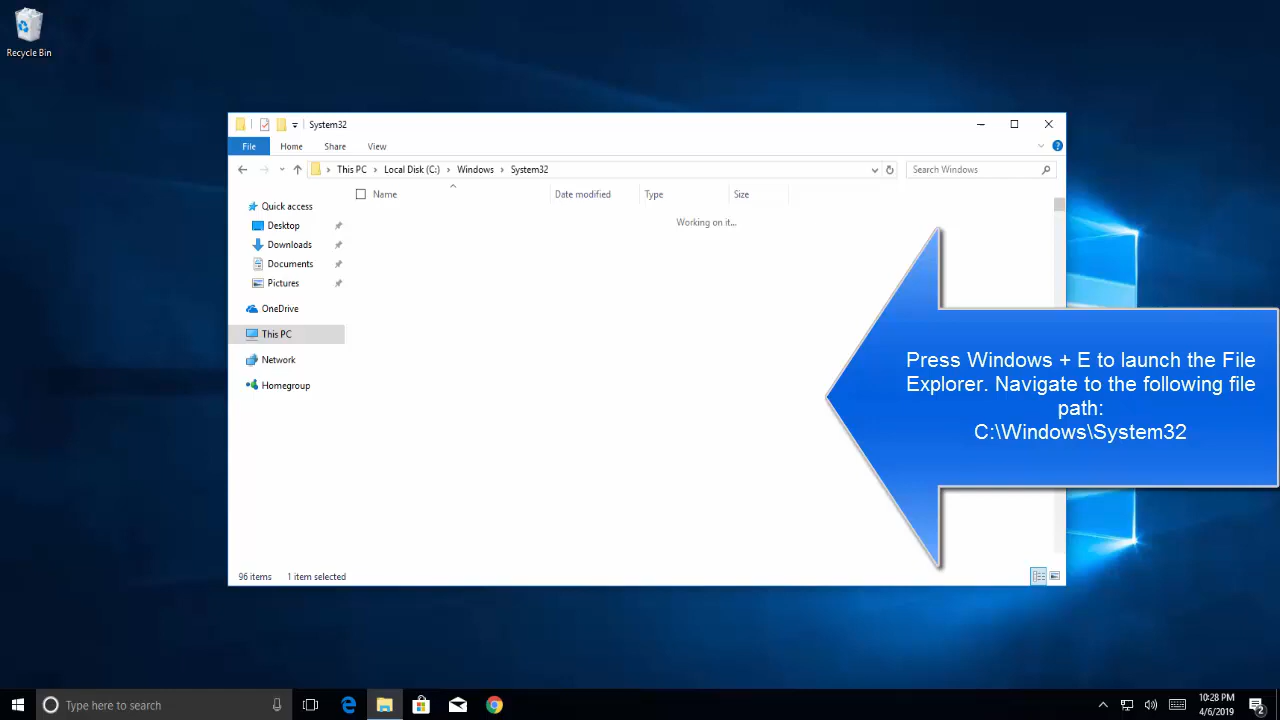 Recycle Bin
System32
File Home Share View
This PC Local Disk (C:) Windows System32
Search Windows
Name Date modified Type Size
Working on it...
Quick access
Desktop
Downloads
Documents
Pictures
OneDrive
This PC
Network
Homegroup
Press Windows + E to launch the File
Explorer. Navigate to the following file
path:
C:\Windows\System32
96 items 1 item selected
Type here to search
10:28 PM
4/6/2019
2